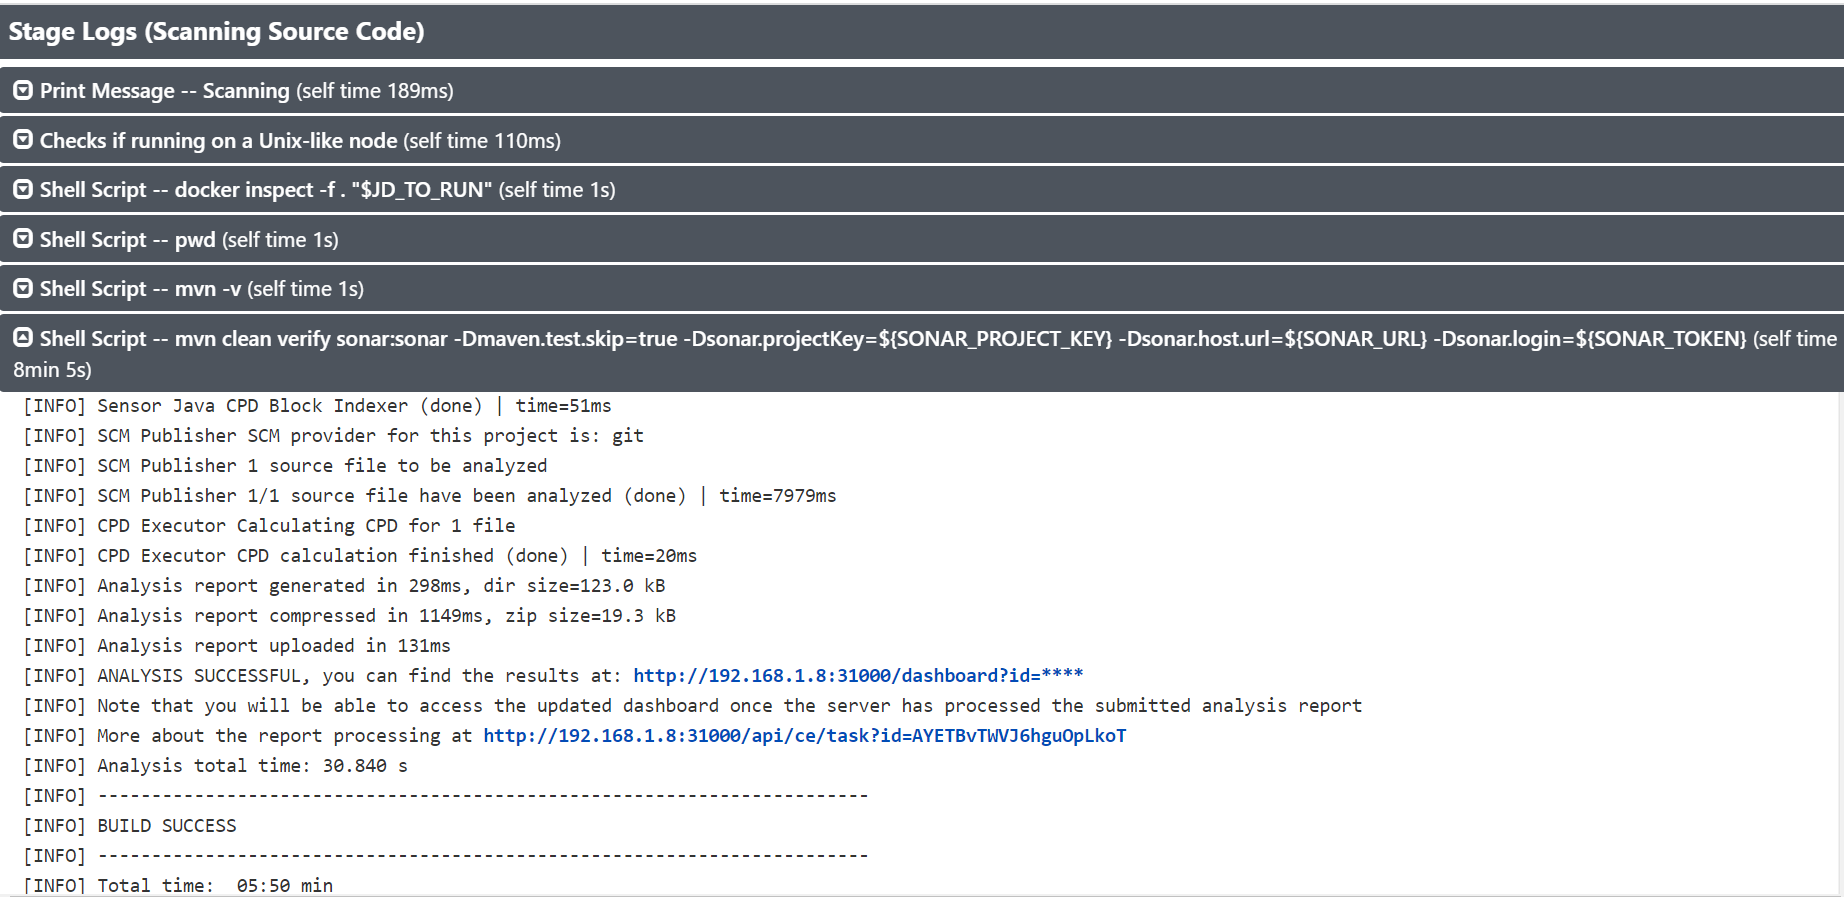 Stage Logs (Scanning Source Code)
Print Message -- Scanning (self time 189ms)
Checks if running on a Unix-like node (self time 110ms)
Shell Script -- docker inspect -f . "$JD_TO_RUN" (self time 1s)
Shell Script -- pwd (self time 1s)
Shell Script -- mvn -v (self time 1s)
Shell Script -- mvn clean verify sonar:sonar -Dmaven.test.skip=true -Dsonar.projectKey=${SONAR_PROJECT_KEY} -Dsonar.host.url=${SONAR_URL} -Dsonar.login=${SONAR_TOKEN} (self time
8min 5s)
[INFO] Sensor Java CPD Block Indexer (done) | time=51ms
[INFO] SCM Publisher SCM provider for this project is: git
[INFO] SCM Publisher 1 source file to be analyzed
[INFO] SCM Publisher 1/1 source file have been analyzed (done) | time=7979ms
[INFO] CPD Executor Calculating CPD for 1 file
[INFO] CPD Executor CPD calculation finished (done) | time=20ms
[INFO] Analysis report generated in 298ms, dir size=123.0 kB
[INFO] Analysis report compressed in 1149ms, zip size=19.3 kB
[INFO] Analysis report uploaded in 131ms
[INFO] ANALYSIS SUCCESSFUL, you can find the results at: http://192.168.1.8:31000/dashboard?id=****
[INFO] Note that you will be able to access the updated dashboard once the server has processed the submitted analysis report
[INFO] More about the report processing at http://192.168.1.8:31000/api/ce/task?id=AYETBvTWVJ6hguOpLkoT
[INFO] Analysis total time: 30.840 s
[INFO] ------------------------------------------------------------------------
[INFO] BUILD SUCCESS
[INFO] ------------------------------------------------------------------------
[INFO] Total time:  05:50 min